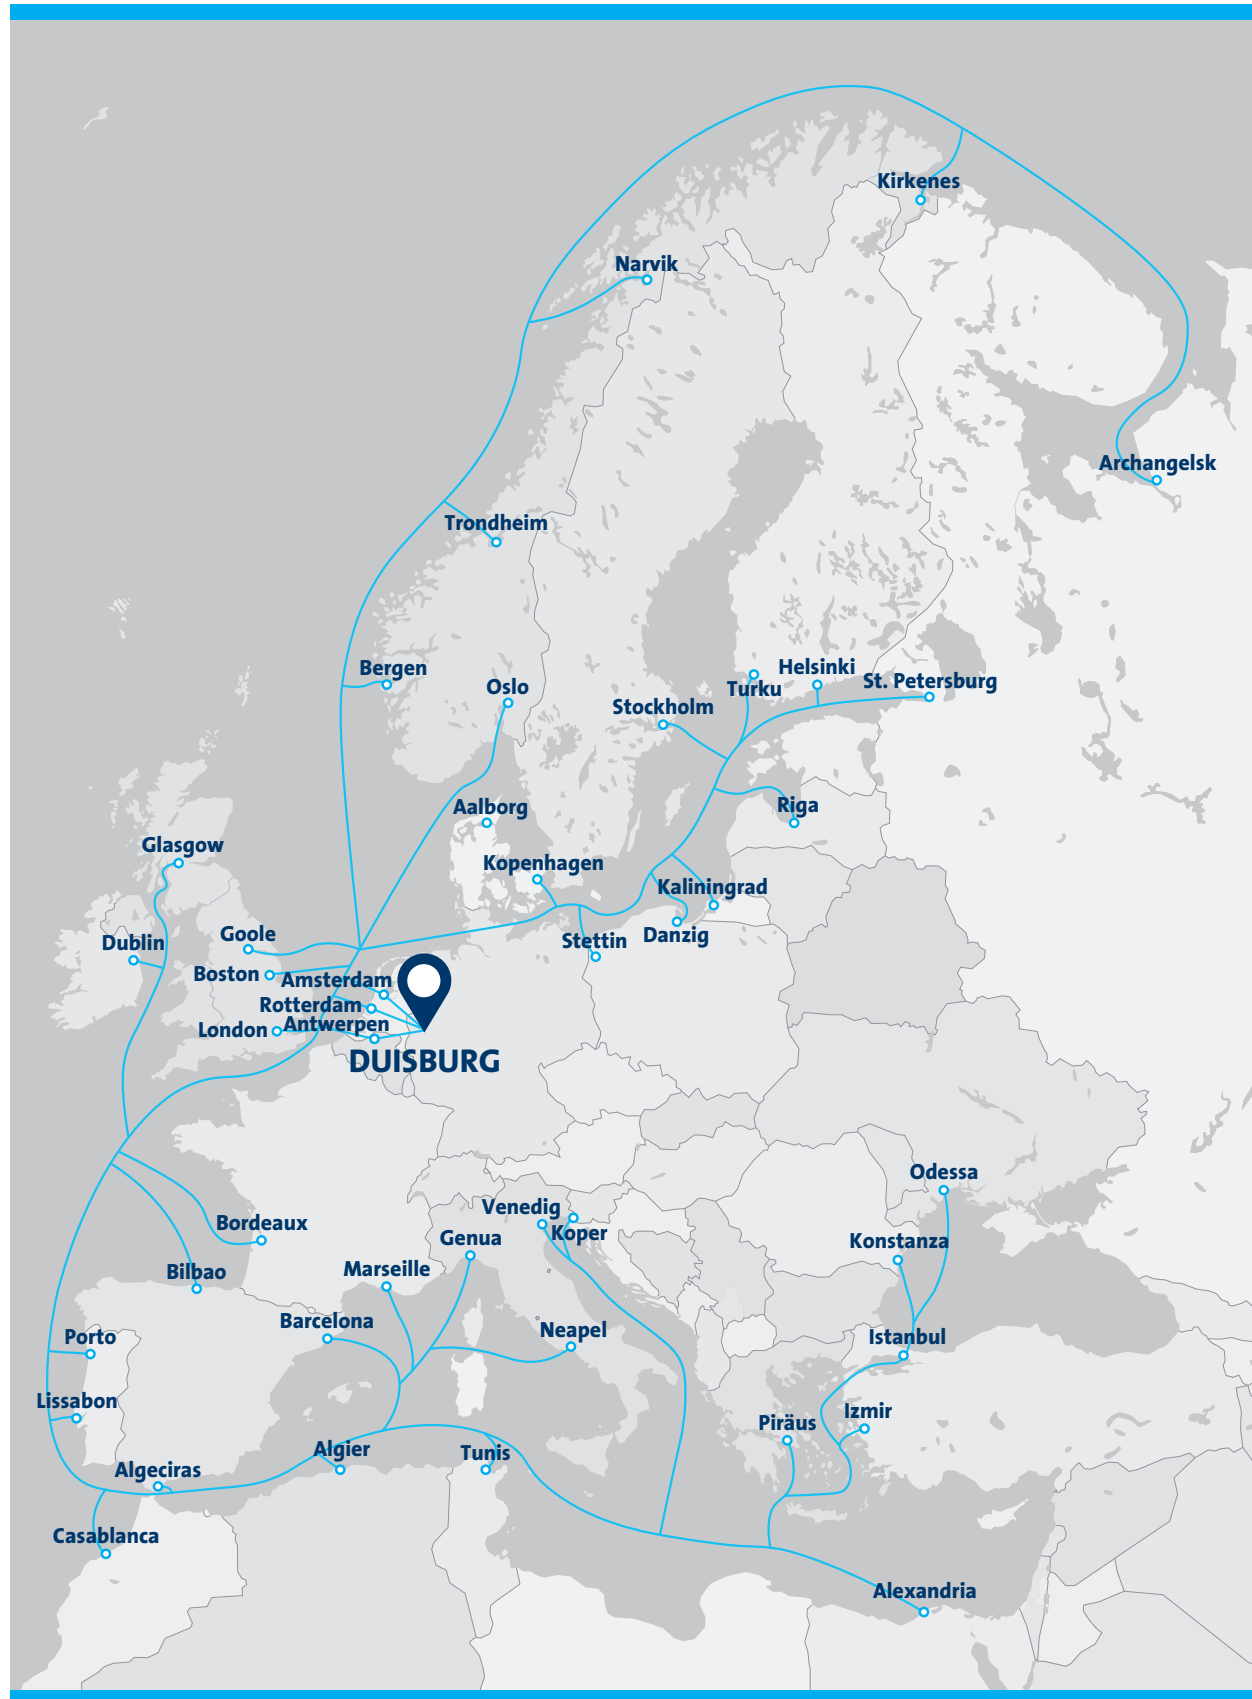 Kirkenes
Narvik
Archangelsk
Trondheim
Bergen
Oslo
Helsinki
Turku
St. Petersburg
Stockholm
Aalborg
Riga
Glasgow
Kopenhagen
Kaliningrad
Goole
Dublin
Stettin
Danzig
Boston
Amsterdam
Rotterdam
London
Antwerpen
DUISBURG
Odessa
Venedig
Bordeaux
Koper
Genua
Konstanza
Bilbao
Marseille
Barcelona
Neapel
Porto
Istanbul
Lissabon
Izmir
Piräus
Algier
Tunis
Algeciras
Casablanca
Alexandria